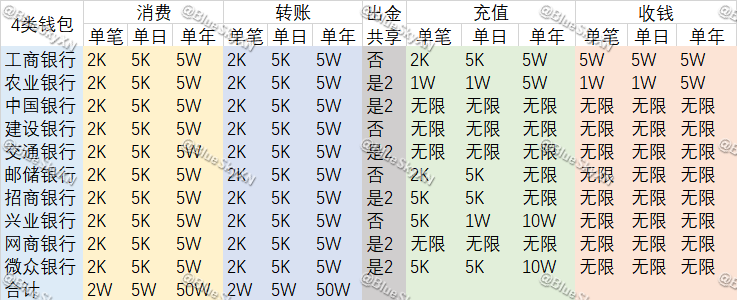 4类钱包 消费 转账 出金共享 充值 收钱
单笔 单日 单年 单笔 单日 单年 单笔 单日 单年 单笔 单日 单年
工商银行 2K 5K 5W 2K 5K 5W 否 2K 5K 5W 5W 5W 5W
农业银行 2K 5K 5W 2K 5K 5W 是2 1W 1W 5W 1W 1W 5W
中国银行 2K 5K 5W 2K 5K 5W 是2 无限 无限 无限 无限 无限 无限
建设银行 2K 5K 5W 2K 5K 5W 否 无限 无限 无限 无限 无限 无限
交通银行 2K 5K 5W 2K 5K 5W 是2 无限 无限 无限 无限 无限 无限
邮储银行 2K 5K 5W 2K 5K 5W 否 2K 5K 无限 无限 无限 无限
招商银行 2K 5K 5W 2K 5K 5W 是2 5K 5K 无限 无限 无限 无限
兴业银行 2K 5K 5W 2K 5K 5W 否 5K 1W 10W 无限 无限 无限
网商银行 2K 5K 5W 2K 5K 5W 是2 无限 无限 无限 无限 无限 无限
微众银行 2K 5K 5W 2K 5K 5W 是2 5K 5K 10W 无限 无限 无限
合计 2W 5W 50W 2W 5W 50W
@BlueSkyXN